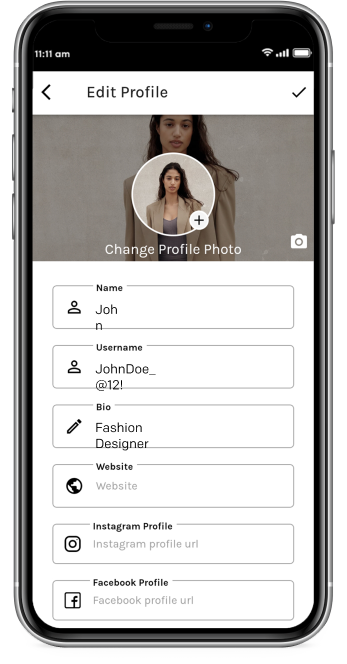 11:11 am
Edit Profile
Change Profile Photo
Name
Joh
n
Username
JohnDoe_
@12!
Bio
Fashion
Designer
Website
Website
Instagram Profile
Instagram profile url
Facebook Profile
Facebook profile url